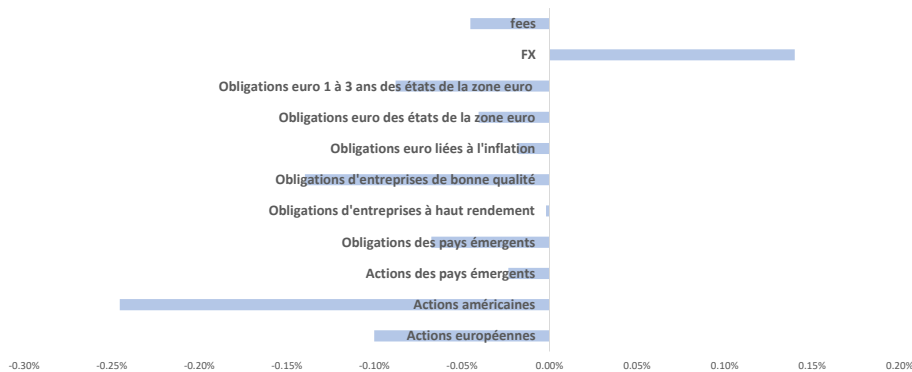 fees
FX
Obligations euro 1 à 3 ans des états de la zone euro
Obligations euro des états de la zone euro
Obligations euro liées à l'inflation
Obligations d'entreprises de bonne qualité
Obligations d'entreprises à haut rendement
Obligations des pays émergents
Actions des pays émergents
Actions américaines
Actions européennes
-0.30% -0.25% -0.20% -0.15% -0.10% -0.05% 0.00% 0.05% 0.10% 0.15% 0.20%